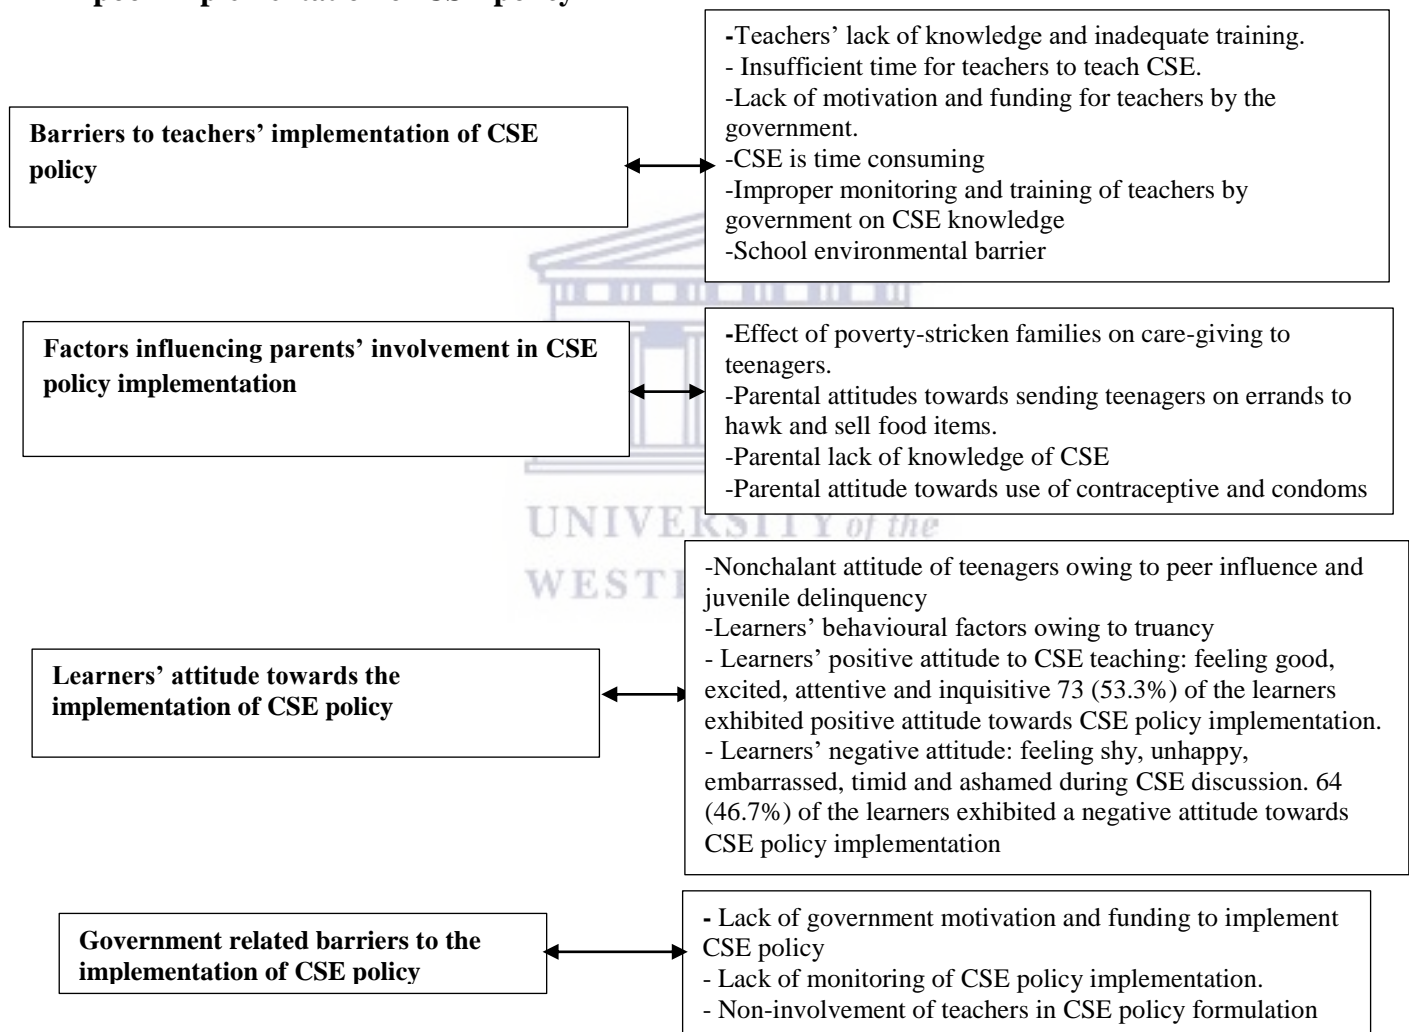 poor implementation of CSE policy
-Teachers’ lack of knowledge and inadequate training.
- Insufficient time for teachers to teach CSE.
-Lack of motivation and funding for teachers by the
government.
-CSE is time consuming
-Improper monitoring and training of teachers by
government on CSE knowledge
-School environmental barrier
Barriers to teachers’ implementation of CSE
policy
Factors influencing parents’ involvement in CSE
policy implementation
-Effect of poverty-stricken families on care-giving to
teenagers.
-Parental attitudes towards sending teenagers on errands to
hawk and sell food items.
-Parental lack of knowledge of CSE
-Parental attitude towards use of contraceptive and condoms
UNIVERSITY of the
WEST
Learners’ attitude towards the
implementation of CSE policy
-Nonchalant attitude of teenagers owing to peer influence and
juvenile delinquency
-Learners’ behavioural factors owing to truancy
- Learners’ positive attitude to CSE teaching: feeling good,
excited, attentive and inquisitive 73 (53.3%) of the learners
exhibited positive attitude towards CSE policy implementation.
- Learners’ negative attitude: feeling shy, unhappy,
embarrassed, timid and ashamed during CSE discussion. 64
(46.7%) of the learners exhibited a negative attitude towards
CSE policy implementation
Government related barriers to the
implementation of CSE policy
- Lack of government motivation and funding to implement
CSE policy
- Lack of monitoring of CSE policy implementation.
- Non-involvement of teachers in CSE policy formulation